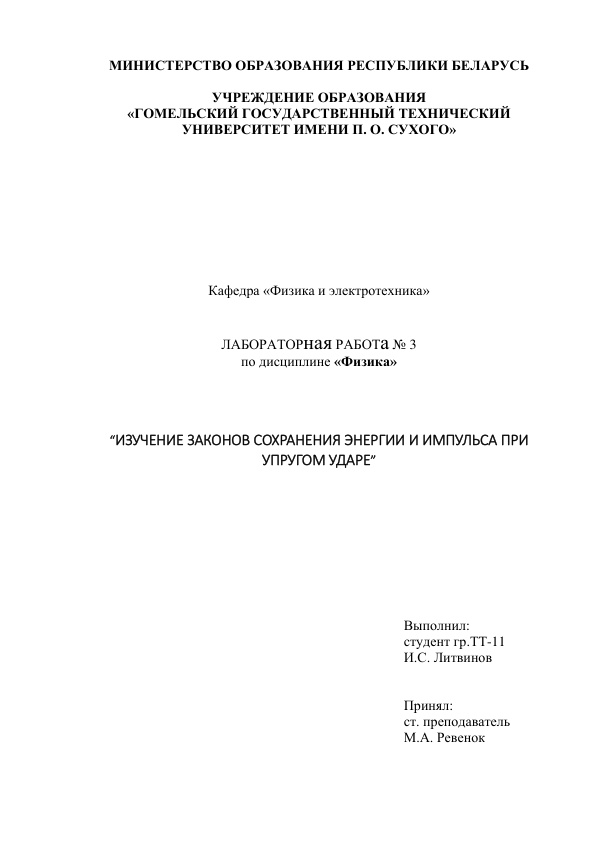 МИНИСТЕРСТВО ОБРАЗОВАНИЯ РЕСПУБЛИКИ БЕЛАРУСЬ
УЧРЕЖДЕНИЕ ОБРАЗОВАНИЯ
«ГОМЕЛЬСКИЙ ГОСУДАРСТВЕННЫЙ ТЕХНИЧЕСКИЙ
УНИВЕРСИТЕТ ИМЕНИ П. О. СУХОГО»
Кафедра «Физика и электротехника»
ЛАБОРАТОРная РАБОТа № 3
по дисциплине «Физика»
“ИЗУЧЕНИЕ ЗАКОНОВ СОХРАНЕНИЯ ЭНЕРГИИ И ИМПУЛЬСА ПРИ
УПРУГОМ УДАРЕ”
Выполнил:
студент гр.ТТ-11
И.С. Литвинов
Принял:
ст. преподаватель
М.А. Ревенок